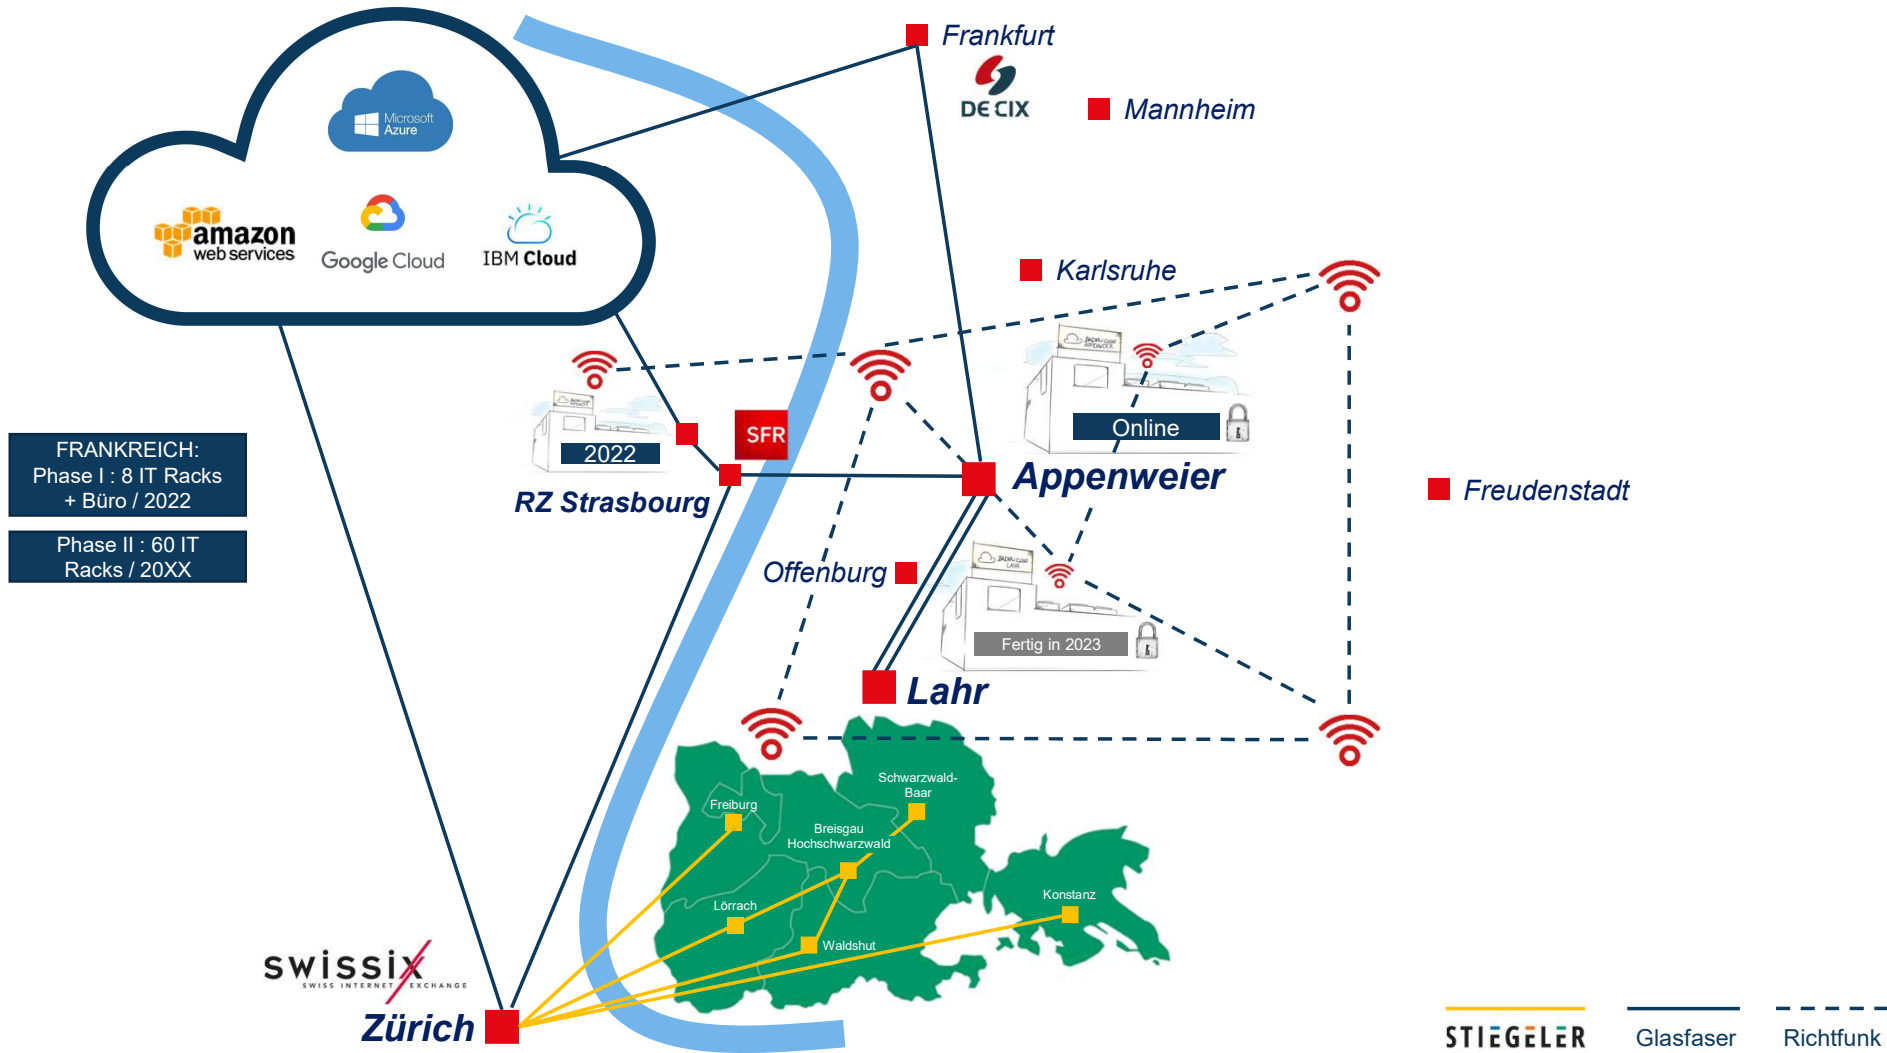 Frankfurt
DE CIX
Mannheim
Microsoft
Azure
amazon
web services
Google Cloud
IBM Cloud
Karlsruhe
Online
SFR
2022
RZ Strasbourg
Appenweier
Freudenstadt
FRANKREICH:
Phase I : 8 IT Racks
+ Büro / 2022
Phase II : 60 IT
Racks / 20XX
Offenburg
Fertig in 2023
Lahr
Schwarzwald-
Baar
Freiburg
Breisgau
Hochschwarzwald
Lörrach
Konstanz
Waldshut
swissix
SWISS INTERNET EXCHANGE
Zürich
STIEGELER
Glasfaser
Richtfunk